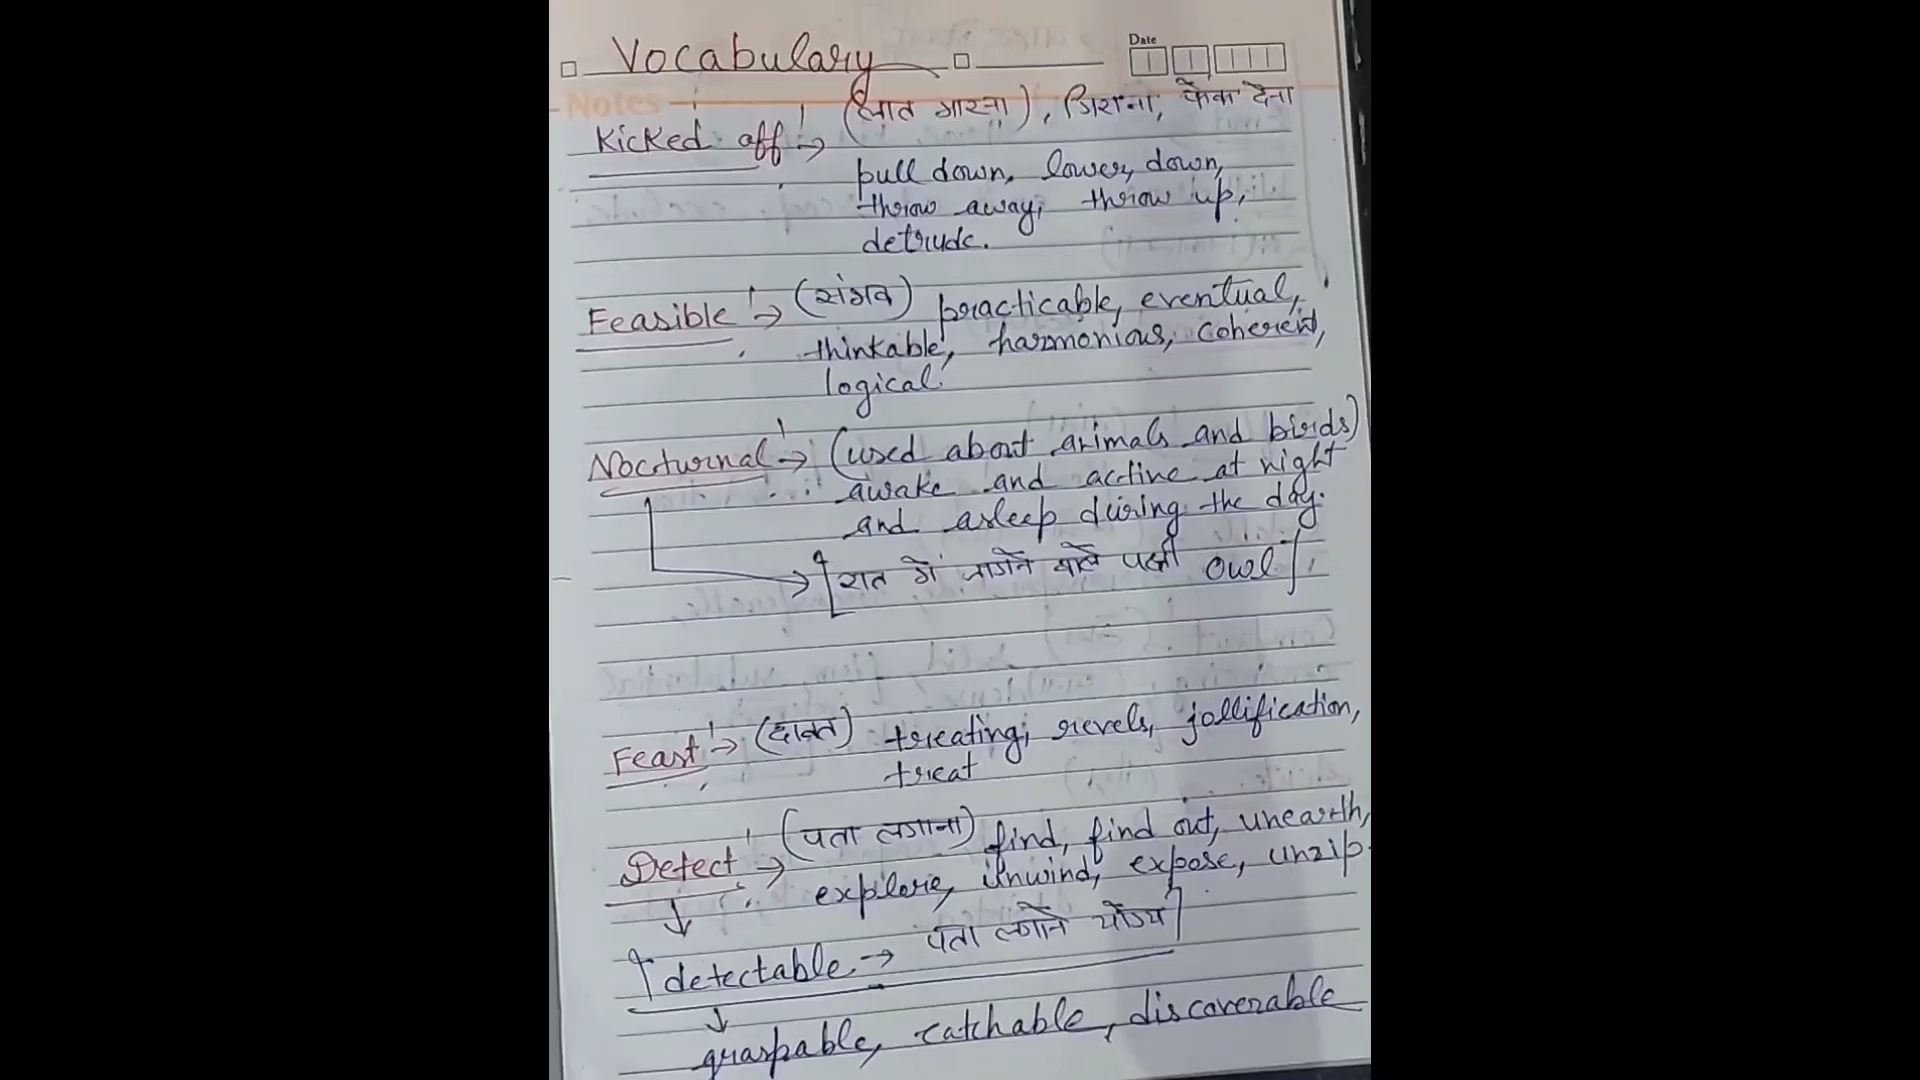 Vocabulary
Date
Notes
Kicked off → (लात मारना), गिराना, फेंक देना
pull down, lower, down,
throw away, throw up,
detrude.
Feasible → (संभव) practicable, eventual,
thinkable, harmonious, coherent,
logical.
Nocturnal → (used about animals and birds)
awake and active at night
and asleep during the day.
→ [रात में जागने वाले पक्षी owl]
Feast → (दावत) treating, revels, jollification,
treat
Detect → (पता लगाना) find, find out, unearth,
explore, unwind, expose, unzip.
[detectable → पता लगाने योग्य]
graspable, catchable, discoverable